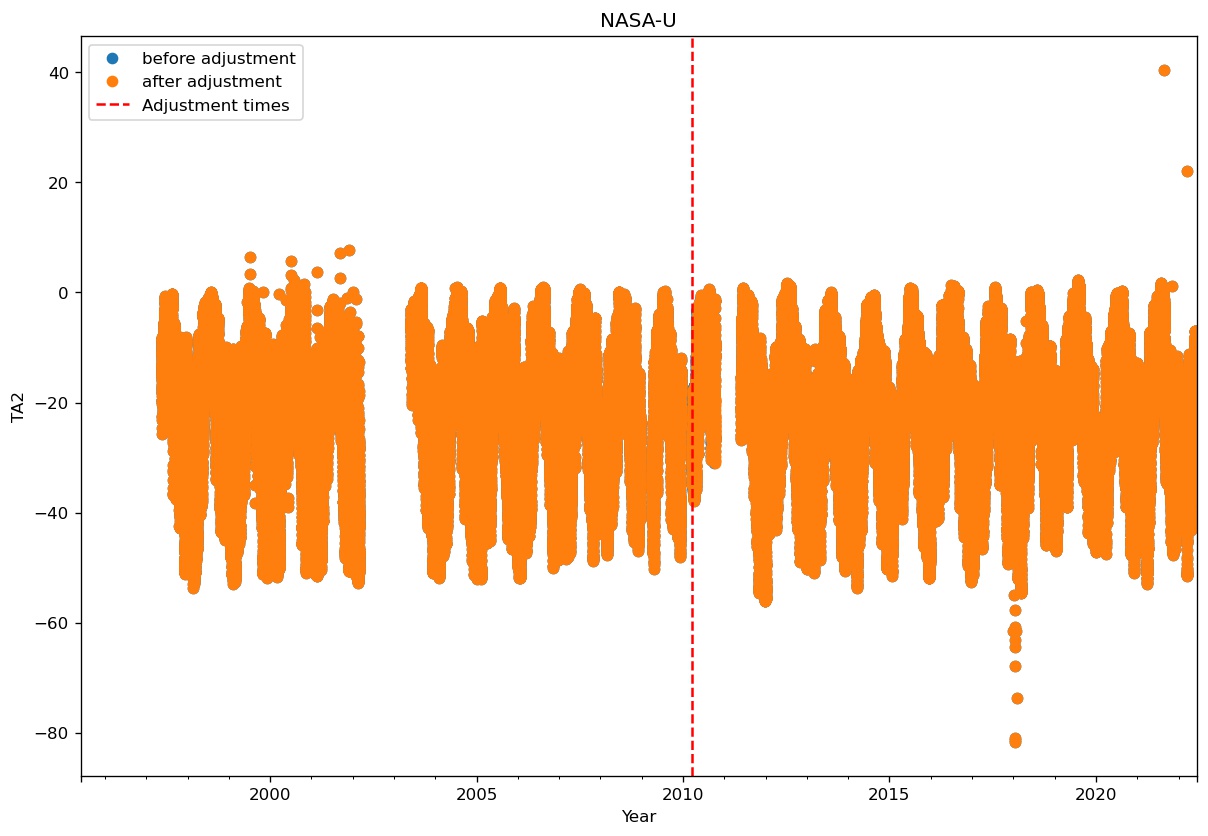 NASA-U
before adjustment
after adjustment
Adjustment times
40
20
0
−20
−40
−60
−80
TA2
2000 2005 2010 2015 2020
Year